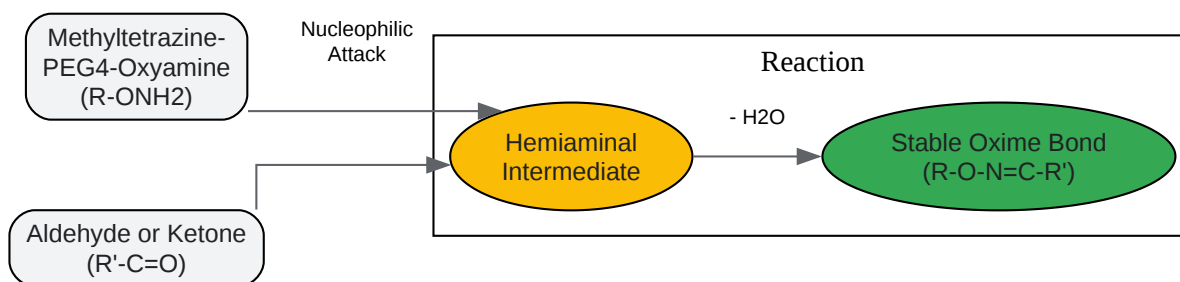 Methyltetrazine-
PEG4-Oxyamine
(R-ONH2)
Nucleophilic
Attack
Reaction
Hemiaminal
Intermediate
- H2O
Stable Oxime Bond
(R-O-N=C-R')
Aldehyde or Ketone
(R'-C=O)